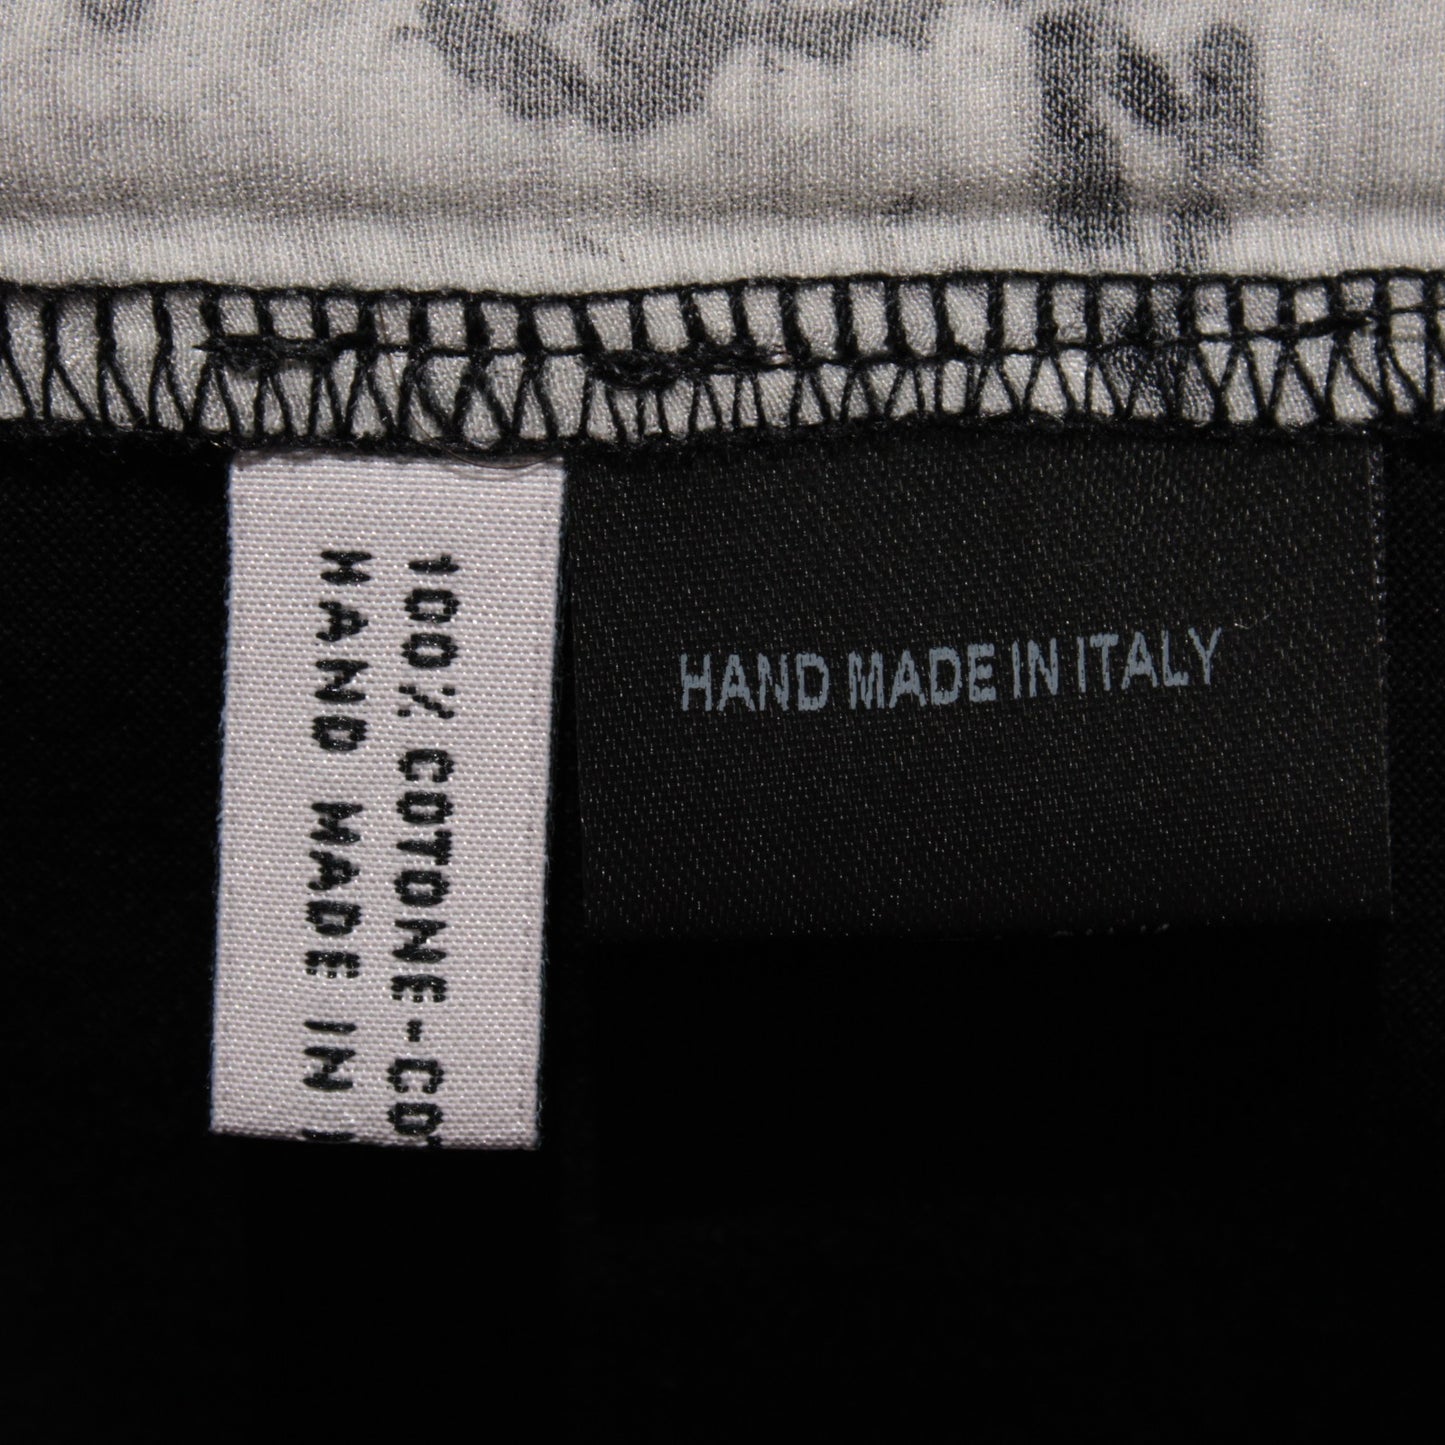 100% COTONE-CO
HAND MADE IN
HAND MADE IN ITALY